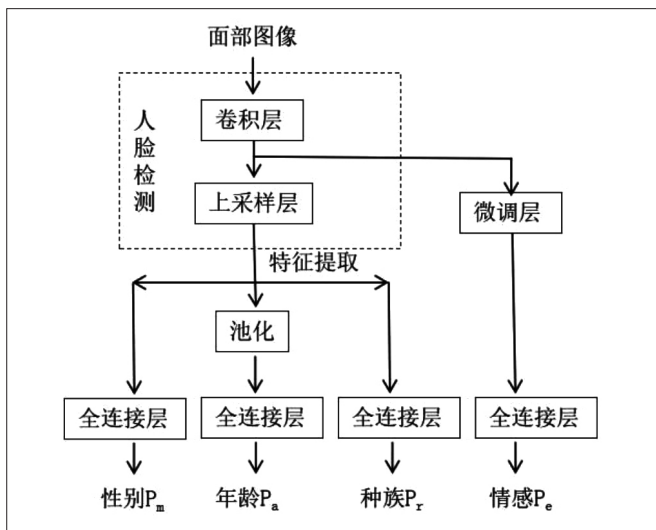 面部图像
人脸检测
卷积层
上采样层
微调层
特征提取
池化
全连接层
全连接层
全连接层
全连接层
性别Pm
年龄Pa
种族Pr
情感Pe